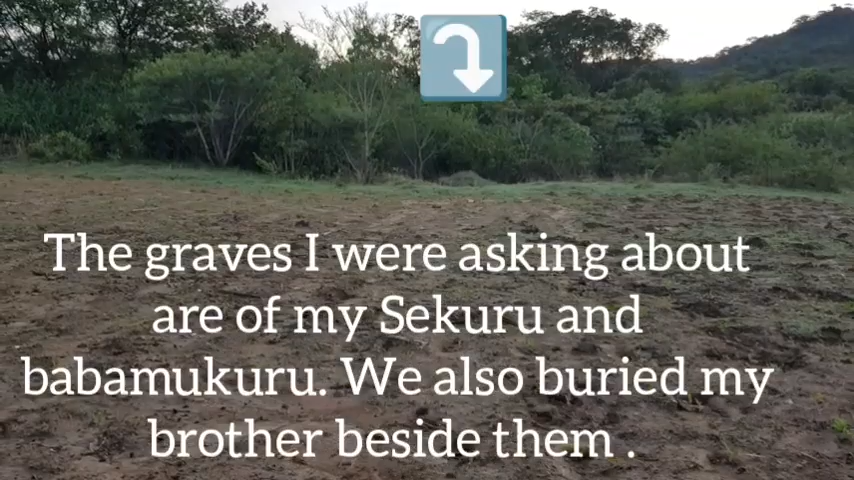 The graves I were asking about
are of my Sekuru and
babamukuru. We also buried my
brother beside them .